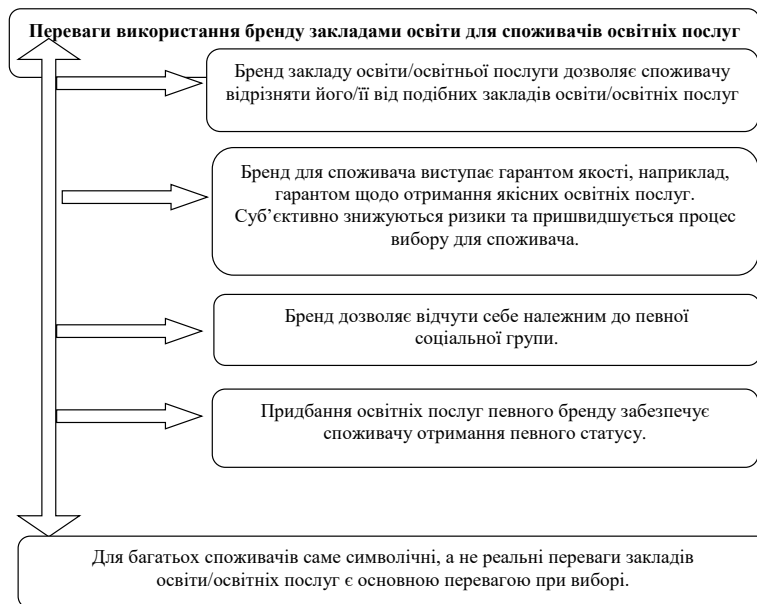 Переваги використання бренду закладами освіти для споживачів освітніх послуг
Бренд закладу освіти/освітньої послуги дозволяє споживачу
відрізняти його/її від подібних закладів освіти/освітніх послуг
Бренд для споживача виступає гарантом якості, наприклад,
гарантом щодо отримання якісних освітніх послуг.
Суб’єктивно знижуються ризики та пришвидшується процес
вибору для споживача.
Бренд дозволяє відчути себе належним до певної
соціальної групи.
Придбання освітніх послуг певного бренду забезпечує
споживачу отримання певного статусу.
Для багатьох споживачів саме символічні, а не реальні переваги закладів
освіти/освітніх послуг є основною перевагою при виборі.